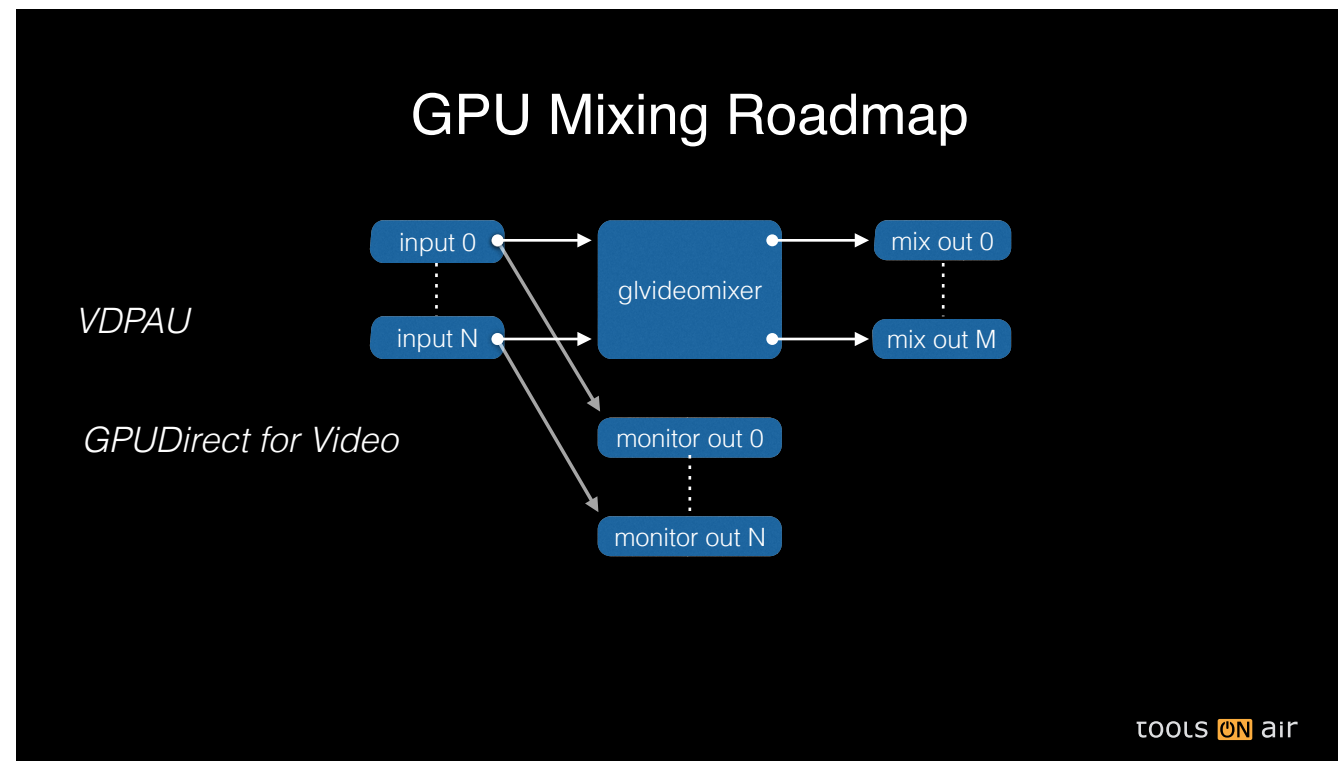 GPU Mixing Roadmap
input 0
glvideomixer
mix out 0
VDPAU
input N
mix out M
GPUDirect for Video
monitor out 0
monitor out N
TOOLS ON AIR